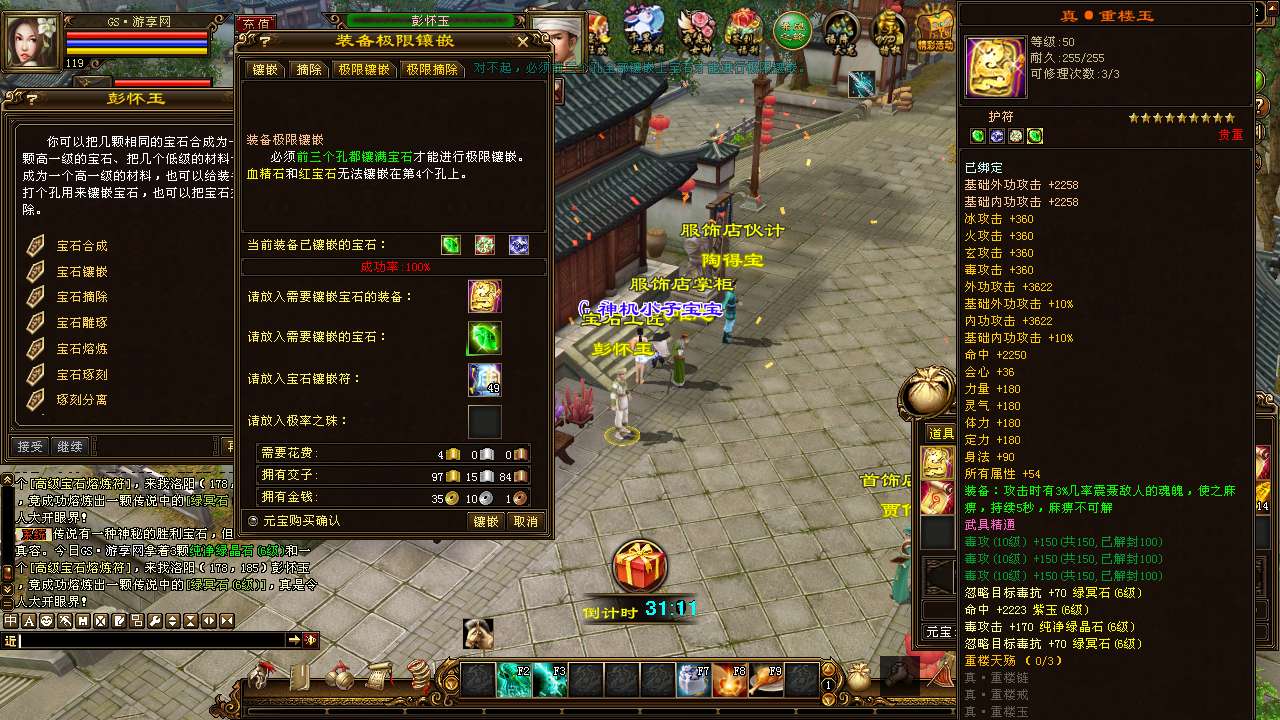 GS·游享网
119
充值
彭怀玉
彭怀玉
你可以把几颗相同的宝石合成为一
颗高一级的宝石、把几个低级的材料
成为一个高一级的材料，也可以给装
打个孔用来镶嵌宝石，也可以把宝石
除。
宝石合成
宝石镶嵌
宝石摘除
宝石雕琢
宝石熔炼
宝石琢刻
琢刻分离
接受
继续
装备极限镶嵌
镶嵌
摘除
极限镶嵌
极限摘除
装备极限镶嵌
必须前三个孔都镶满宝石才能进行极限镶嵌。
血精石和红宝石无法镶嵌在第4个孔上。
当前装备已镶嵌的宝石：
成功率:100%
请放入需要镶嵌宝石的装备：
请放入需要镶嵌的宝石：
请放入宝石镶嵌符：
49
请放入极率之珠：
需要花费： 4 0 0
拥有交子： 97 15 84
拥有金钱： 35 10 1
元宝购买确认
镶嵌
取消
精彩活动
服饰店伙计
陶得宝
服饰店掌柜
神机小子宝宝
彭怀玉
首饰店
倒计时 31:11
个[高级宝石熔炼符]，来找洛阳（178，
，竟成功熔炼出一颗传说中的[绿冥石
人大开眼界！
传说有一种神秘的胜利宝石，但
真容。今日GS·游享网拿着3颗纯净绿晶石(6级)和一
个[高级宝石熔炼符]，来找洛阳（178，185）彭怀玉
，竟成功熔炼出一颗传说中的[绿冥石(6级)]，真是令
人大开眼界！
近
F2
F3
F7
F8
F9
道具
元宝
真●重楼玉
等级:50
耐久:255/255
可修理次数:3/3
护符
贵重
已绑定
基础外功攻击 +2258
基础内功攻击 +2258
冰攻击 +360
火攻击 +360
玄攻击 +360
毒攻击 +360
外功攻击 +3622
基础外功攻击 +10%
内功攻击 +3622
基础内功攻击 +10%
命中 +2250
会心 +36
力量 +180
灵气 +180
体力 +180
定力 +180
身法 +90
所有属性 +54
装备：攻击时有3%几率震聂敌人的魂魄，使之麻
痹，持续5秒，麻痹不可解
武具精通
毒攻(10级) +150(共150,已解封100)
毒攻(10级) +150(共150,已解封100)
毒攻(10级) +150(共150,已解封100)
忽略目标毒抗 +70 绿冥石(6级)
命中 +2223 紫玉(6级)
毒攻击 +170 纯净绿晶石(6级)
忽略目标毒抗 +70 绿冥石(6级)
重楼天殇 （0/3）
真·重楼链
真·重楼戒
真·重楼玉